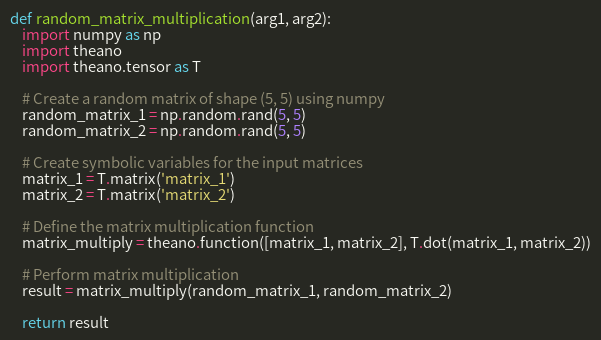 def random_matrix_multiplication(arg1, arg2):
    import numpy as np
    import theano
    import theano.tensor as T

    # Create a random matrix of shape (5, 5) using numpy
    random_matrix_1 = np.random.rand(5, 5)
    random_matrix_2 = np.random.rand(5, 5)

    # Create symbolic variables for the input matrices
    matrix_1 = T.matrix('matrix_1')
    matrix_2 = T.matrix('matrix_2')

    # Define the matrix multiplication function
    matrix_multiply = theano.function([matrix_1, matrix_2], T.dot(matrix_1, matrix_2))

    # Perform matrix multiplication
    result = matrix_multiply(random_matrix_1, random_matrix_2)

    return result